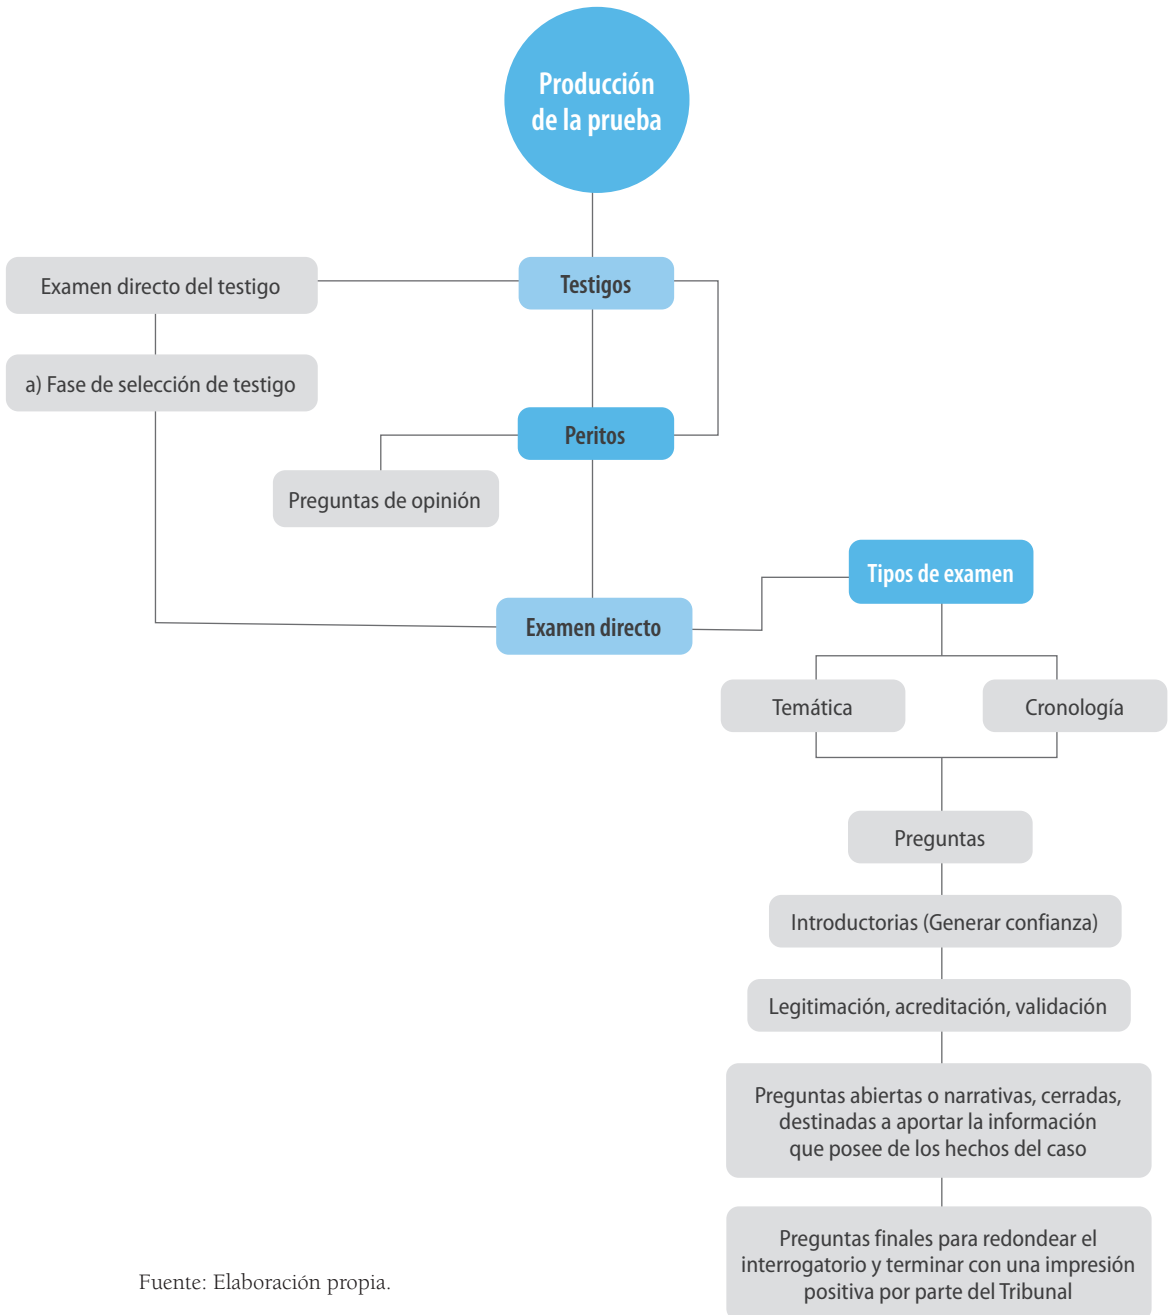 Producción
de la prueba
Testigos
Examen directo del testigo
a) Fase de selección de testigo
Peritos
Preguntas de opinión
Tipos de examen
Examen directo
Temática
Cronología
Preguntas
Introductorias (Generar confianza)
Legitimación, acreditación, validación
Preguntas abiertas o narrativas, cerradas,
destinadas a aportar la información
que posee de los hechos del caso
Preguntas finales para redondear el
interrogatorio y terminar con una impresión
positiva por parte del Tribunal
Fuente: Elaboración propia.